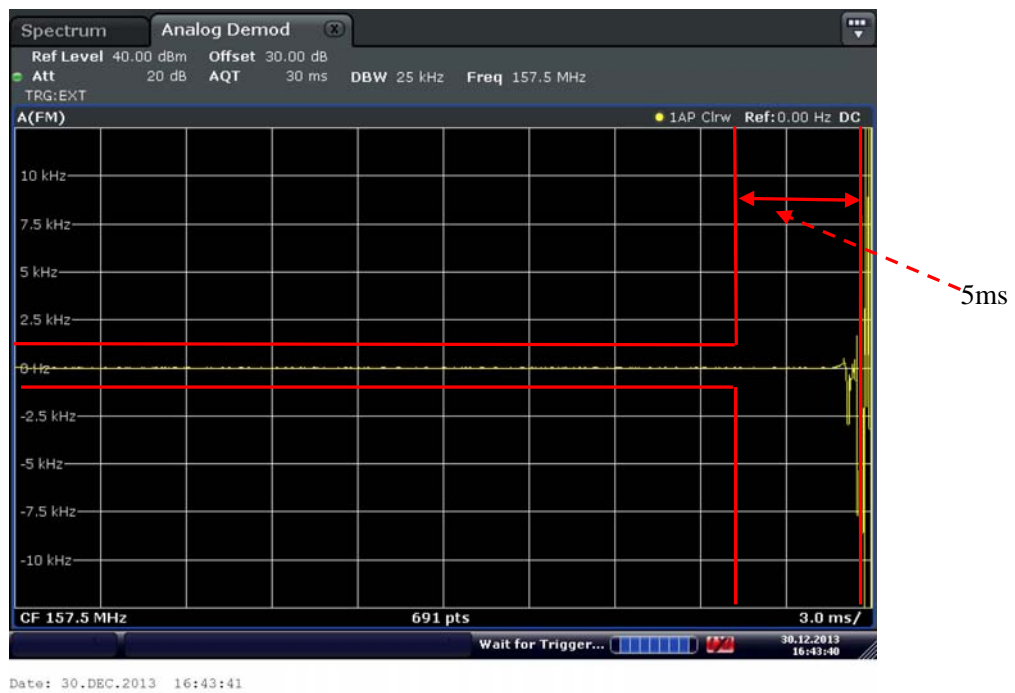 Spectrum Analog Demod X
Ref Level 40.00 dBm Offset 30.00 dB
Att 20 dB AQT 30 ms DBW 25 kHz Freq 157.5 MHz
TRG:EXT
A(FM) 1AP Clrw Ref:0.00 Hz DC
10 kHz
7.5 kHz
5 kHz
5ms
2.5 kHz
0 Hz
-2.5 kHz
-5 kHz
-7.5 kHz
-10 kHz
CF 157.5 MHz 691 pts 3.0 ms/
Wait for Trigger... 30.12.2013
16:43:40
Date: 30.DEC.2013 16:43:41